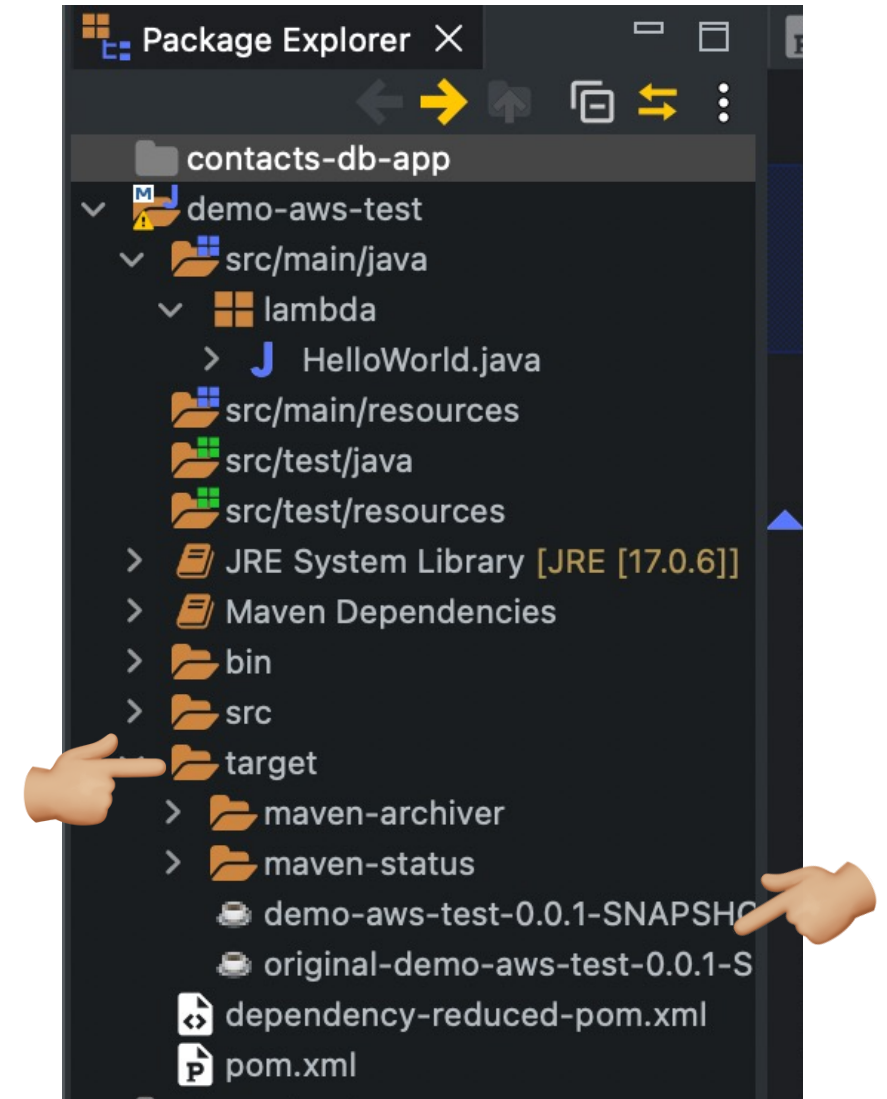 Package Explorer
contacts-db-app
demo-aws-test
src/main/java
lambda
HelloWorld.java
src/main/resources
src/test/java
src/test/resources
JRE System Library [JRE [17.0.6]]
Maven Dependencies
bin
src
target
maven-archiver
maven-status
demo-aws-test-0.0.1-SNAPSHO
original-demo-aws-test-0.0.1-S
dependency-reduced-pom.xml
pom.xml